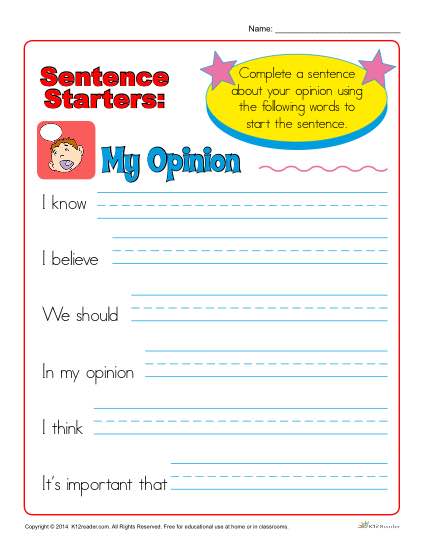 Name:
Sentence
Starters:
Complete a sentence
about your opinion using
the following words to
start the sentence.
My Opinion
I know
I believe
We should
In my opinion
I think
It's important that
Copyright © 2014 K12reader.com. All Rights Reserved. Free for educational use at home or in classrooms.
K12Reader